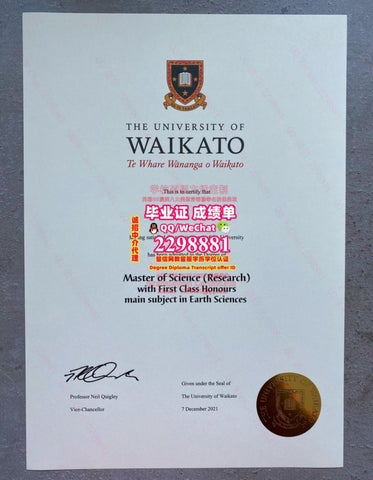 THE UNIVERSITY OF
WAIKATO
Te Whare Wānanga o Waikato
This is to certify that
毕业证 成绩单
QQ/WeChat
2298881
诚招中介代理
Degree Diploma Transcript offer ID
Master of Science (Research)
with First Class Honours
main subject in Earth Sciences
Professor Neil Quigley
Vice-Chancellor
Given under the Seal of
The University of Waikato
7 December 2021